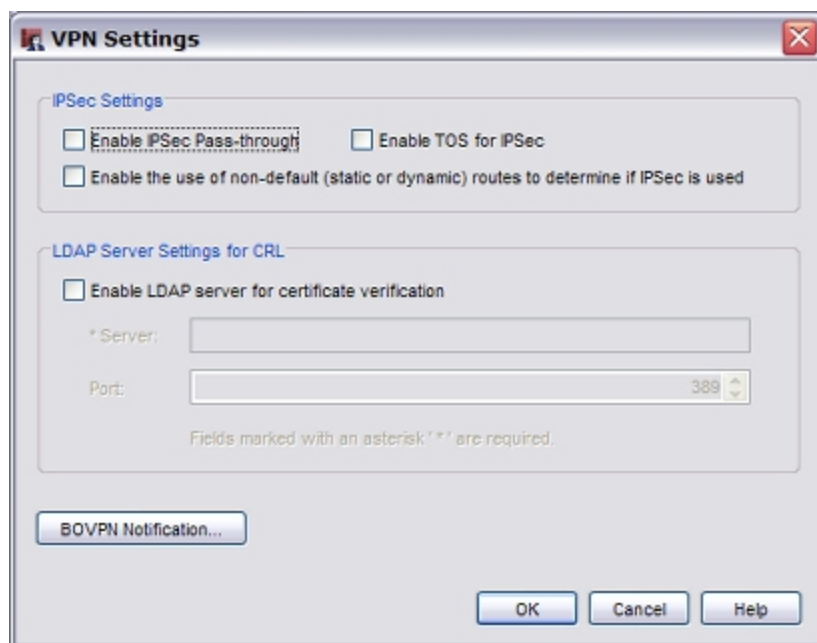 VPN Settings
IPSec Settings
Enable IPSec Pass-through Enable TOS for IPSec
Enable the use of non-default (static or dynamic) routes to determine if IPSec is used
LDAP Server Settings for CRL
Enable LDAP server for certificate verification
* Server:
Port: 389
Fields marked with an asterisk ' * ' are required.
BOVPN Notification...
OK Cancel Help